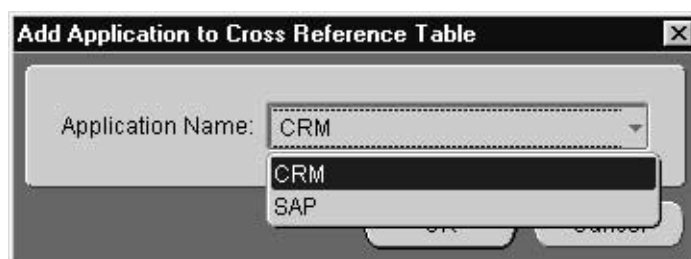 Add Application to Cross Reference Table
Application Name: CRM
CRM
SAP